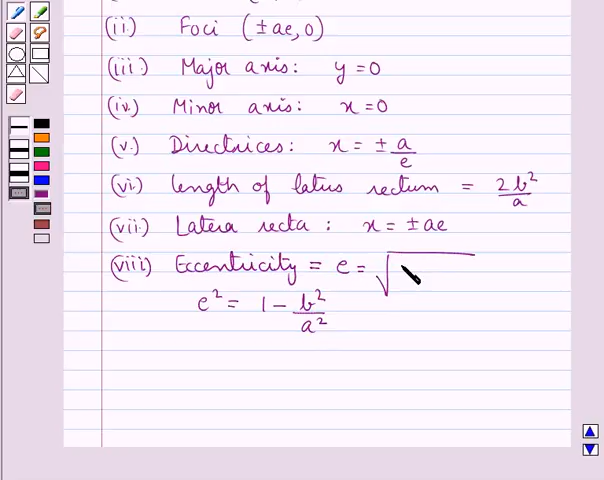 (ii.) Foci (±ae, 0)
(iii.) Major axis: y = 0
(iv.) Minor axis: x = 0
(v.) Directrices: x = ± a/e
(vi.) Length of latus rectum = 2b²/a
(vii.) Latera recta: x = ± ae
(viii.) Eccentricity = e = √
e² = 1 - b²/a²